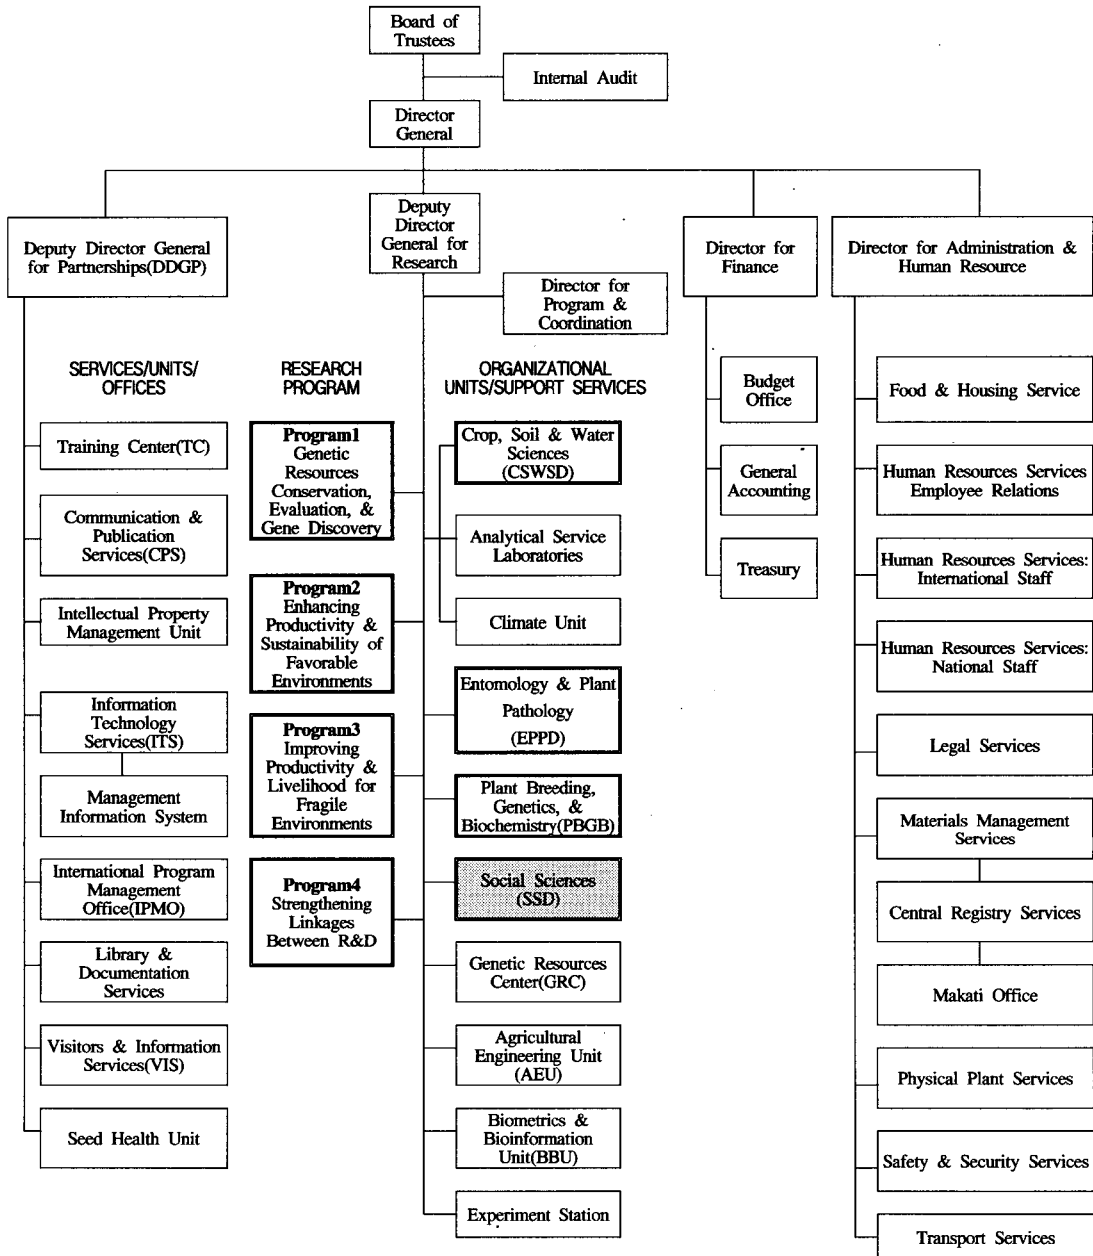 Board of
Trustees
Internal Audit
Director
General
Deputy Director General
for Partnerships(DDGP)
Deputy
Director
General for
Research
Director for
Finance
Director for Administration &
Human Resource
Director for
Program &
Coordination
SERVICES/UNITS/
OFFICES
Training Center(TC)
Communication &
Publication
Services(CPS)
Intellectual Property
Management Unit
Information
Technology
Services(ITS)
Management
Information System
International Program
Management
Office(IPMO)
Library &
Documentation
Services
Visitors & Information
Services(VIS)
Seed Health Unit
RESEARCH
PROGRAM
Program1
Genetic
Resources
Conservation,
Evaluation, &
Gene Discovery
Program2
Enhancing
Productivity &
Sustainability of
Favorable
Environments
Program3
Improving
Productivity &
Livelihood for
Fragile
Environments
Program4
Strengthening
Linkages
Between R&D
ORGANIZATIONAL
UNITS/SUPPORT SERVICES
Crop, Soil & Water
Sciences
(CSWSD)
Analytical Service
Laboratories
Climate Unit
Entomology & Plant
Pathology
(EPPD)
Plant Breeding,
Genetics, &
Biochemistry(PBGB)
Social Sciences
(SSD)
Genetic Resources
Center(GRC)
Agricultural
Engineering Unit
(AEU)
Biometrics &
Bioinformation
Unit(BBU)
Experiment Station
Budget
Office
General
Accounting
Treasury
Food & Housing Service
Human Resources Services
Employee Relations
Human Resources Services:
International Staff
Human Resources Services:
National Staff
Legal Services
Materials Management
Services
Central Registry Services
Makati Office
Physical Plant Services
Safety & Security Services
Transport Services